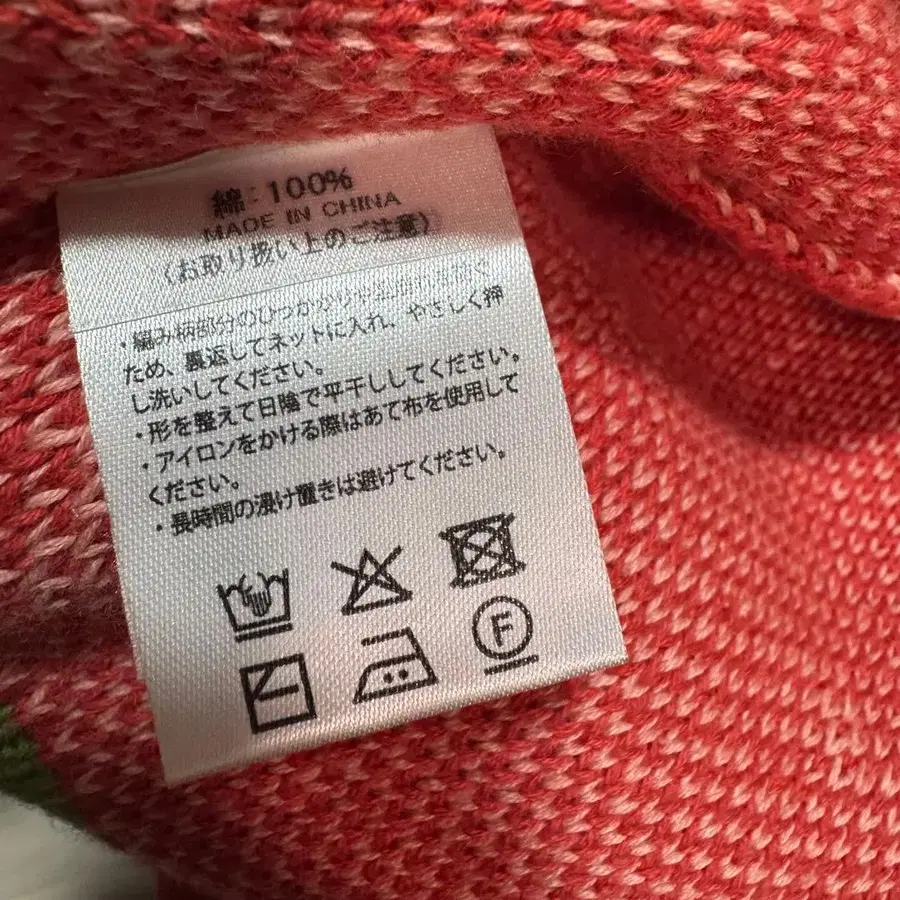 綿：100%
MADE IN CHINA
〈お取り扱い上のご注意〉
・編み柄部分のひっかかりや
ため、裏返してネットに入れ、やさしく押
し洗いしてください。
・形を整えて日陰で平干ししてください。
・アイロンをかける際はあて布を使用して
ください。
・長時間の浸け置きは避けてください。
F